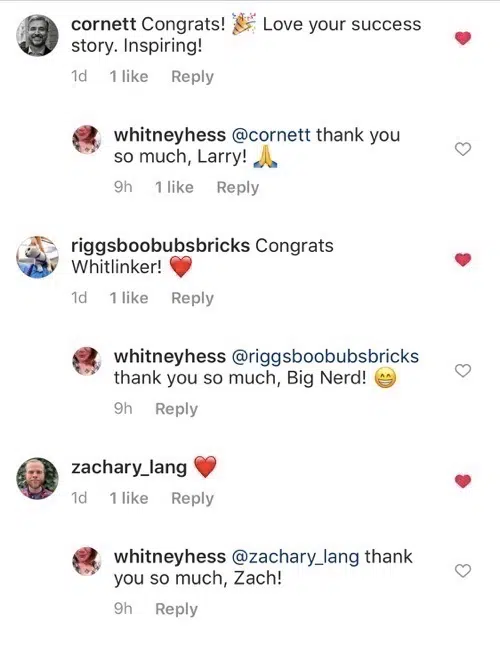 cornett Congrats! 🎉 Love your success
story. Inspiring!
1d 1 like Reply
whitneyhess @cornett thank you
so much, Larry! 🙏
9h 1 like Reply
riggsboobubsbricks Congrats
Whitlinker! ❤️
1d 1 like Reply
whitneyhess @riggsboobubsbricks
thank you so much, Big Nerd! 😁
9h Reply
zachary_lang ❤️
1d 1 like Reply
whitneyhess @zachary_lang thank
you so much, Zach!
9h Reply